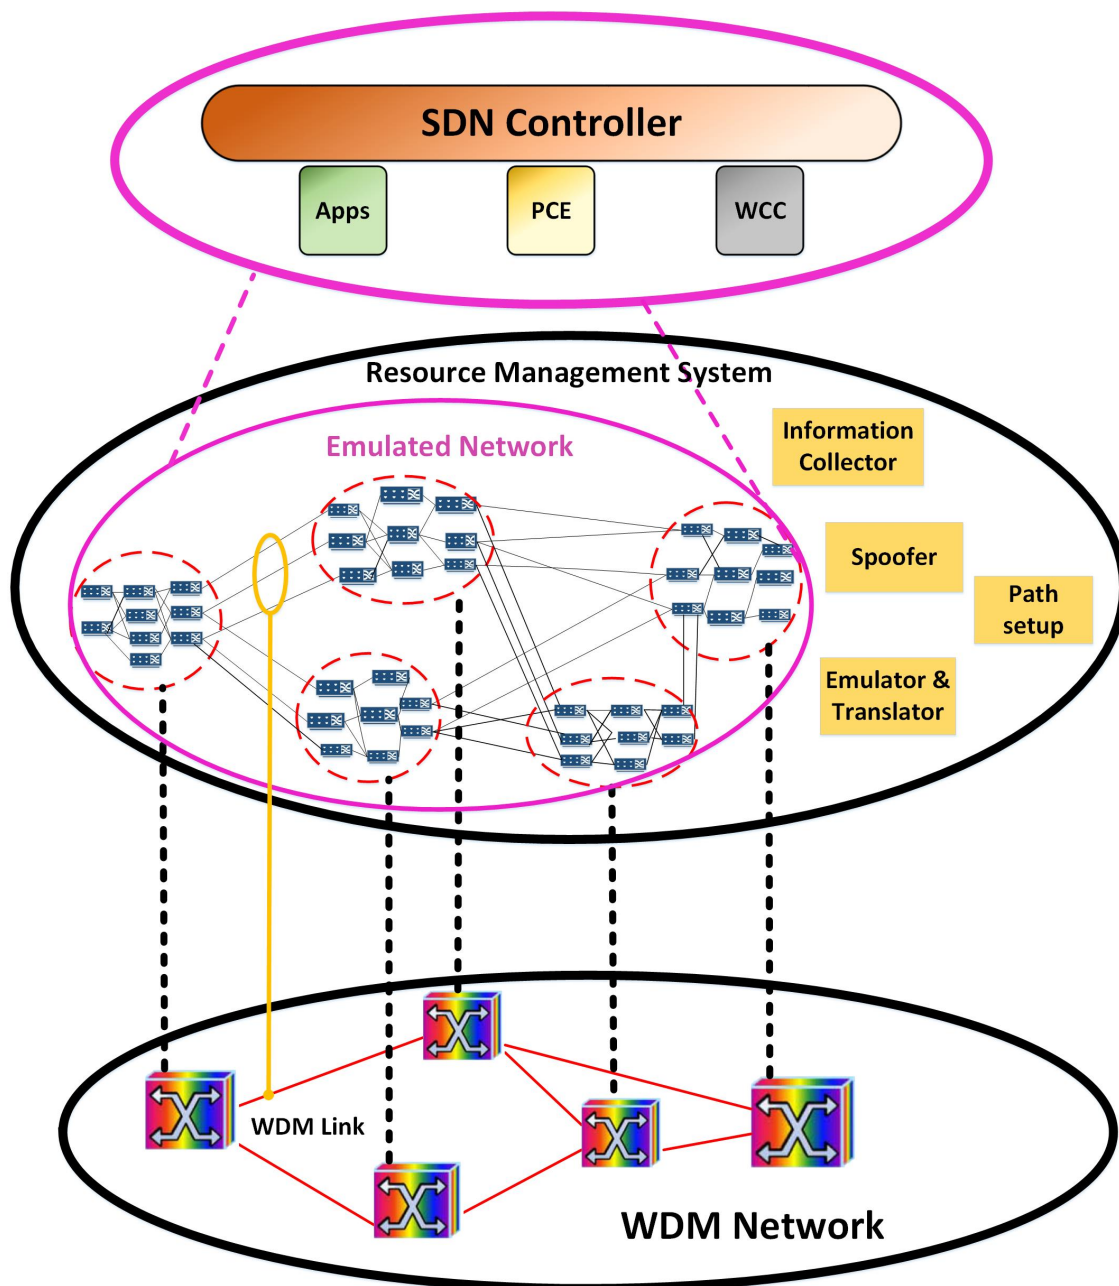 SDN Controller
Apps
PCE
WCC
Resource Management System
Emulated Network
Information
Collector
Spoofer
Path
setup
Emulator &
Translator
WDM Link
WDM Network